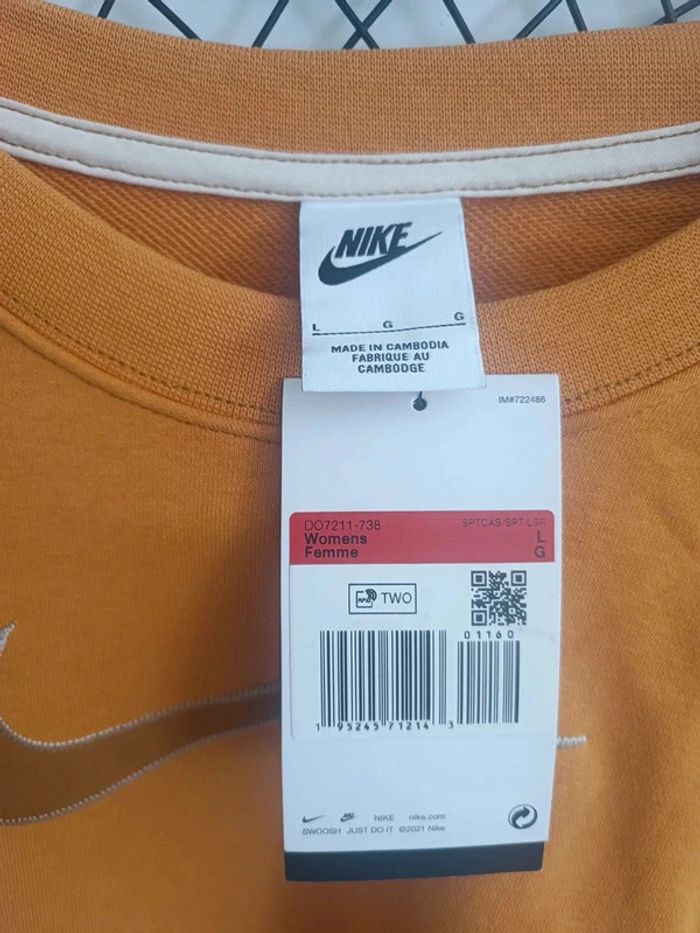 NIKE
L G G
MADE IN CAMBODIA
FABRIQUE AU
CAMBODGE
IM#722486
DO7211-738 SPTCAS/SPT LSR
Womens L
Femme G
RFID TWO
01160
1 95245 71214 3
NIKE nike.com
SWOOSH JUST DO IT ©2021 Nike